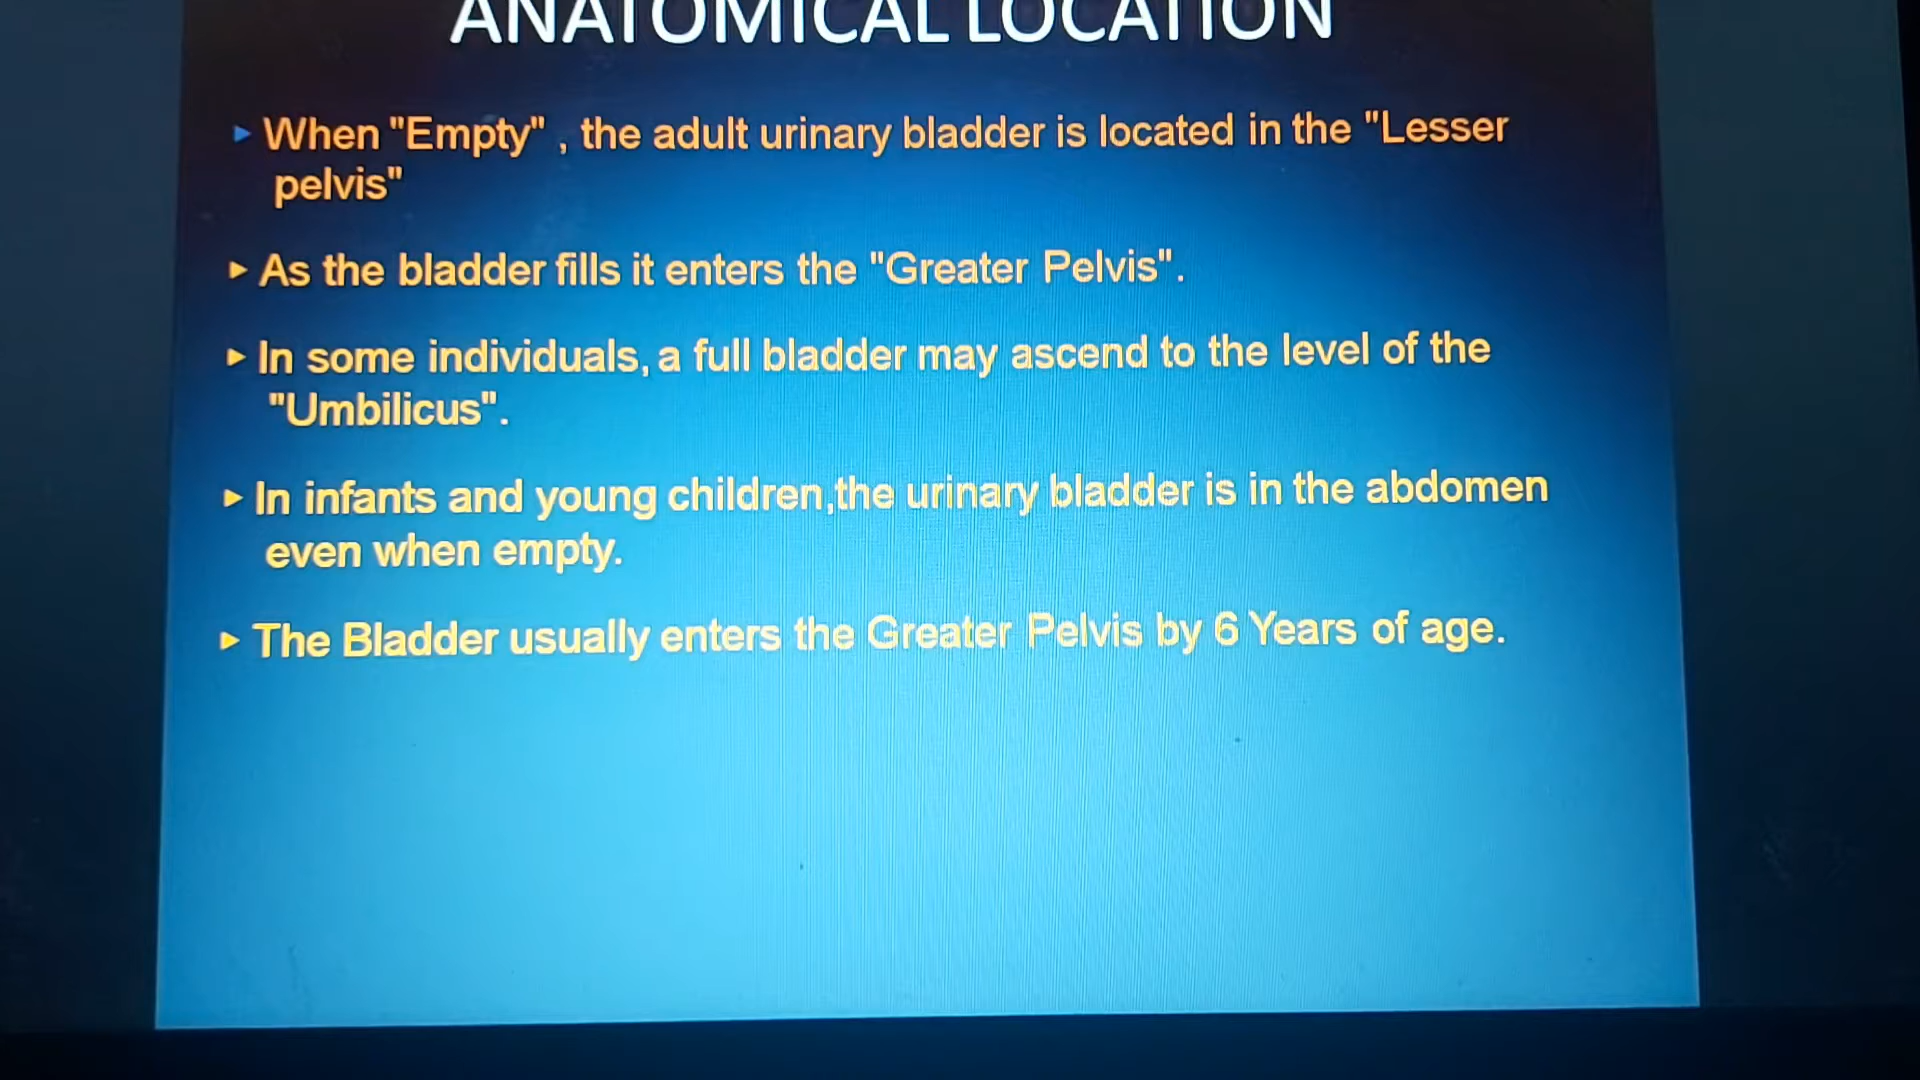 ANATOMICAL LOCATION
When "Empty" , the adult urinary bladder is located in the "Lesser
pelvis"
As the bladder fills it enters the "Greater Pelvis".
In some individuals, a full bladder may ascend to the level of the
"Umbilicus".
In infants and young children,the urinary bladder is in the abdomen
even when empty.
The Bladder usually enters the Greater Pelvis by 6 Years of age.